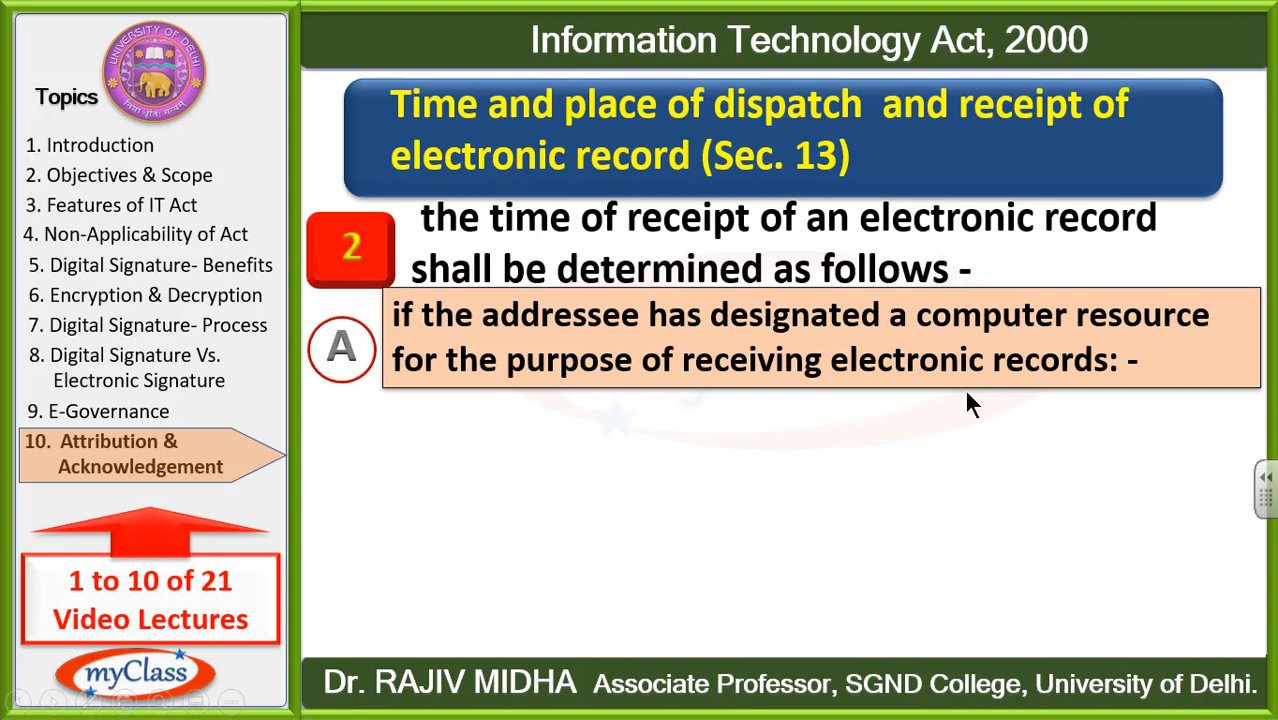 Information Technology Act, 2000
UNIVERSITY OF DELHI
Topics
1. Introduction
2. Objectives & Scope
3. Features of IT Act
4. Non-Applicability of Act
5. Digital Signature- Benefits
6. Encryption & Decryption
7. Digital Signature- Process
8. Digital Signature Vs.
Electronic Signature
9. E-Governance
10. Attribution &
Acknowledgement
1 to 10 of 21
Video Lectures
myClass
Time and place of dispatch and receipt of
electronic record (Sec. 13)
2
the time of receipt of an electronic record
shall be determined as follows -
A
if the addressee has designated a computer resource
for the purpose of receiving electronic records: -
Dr. RAJIV MIDHA Associate Professor, SGND College, University of Delhi.